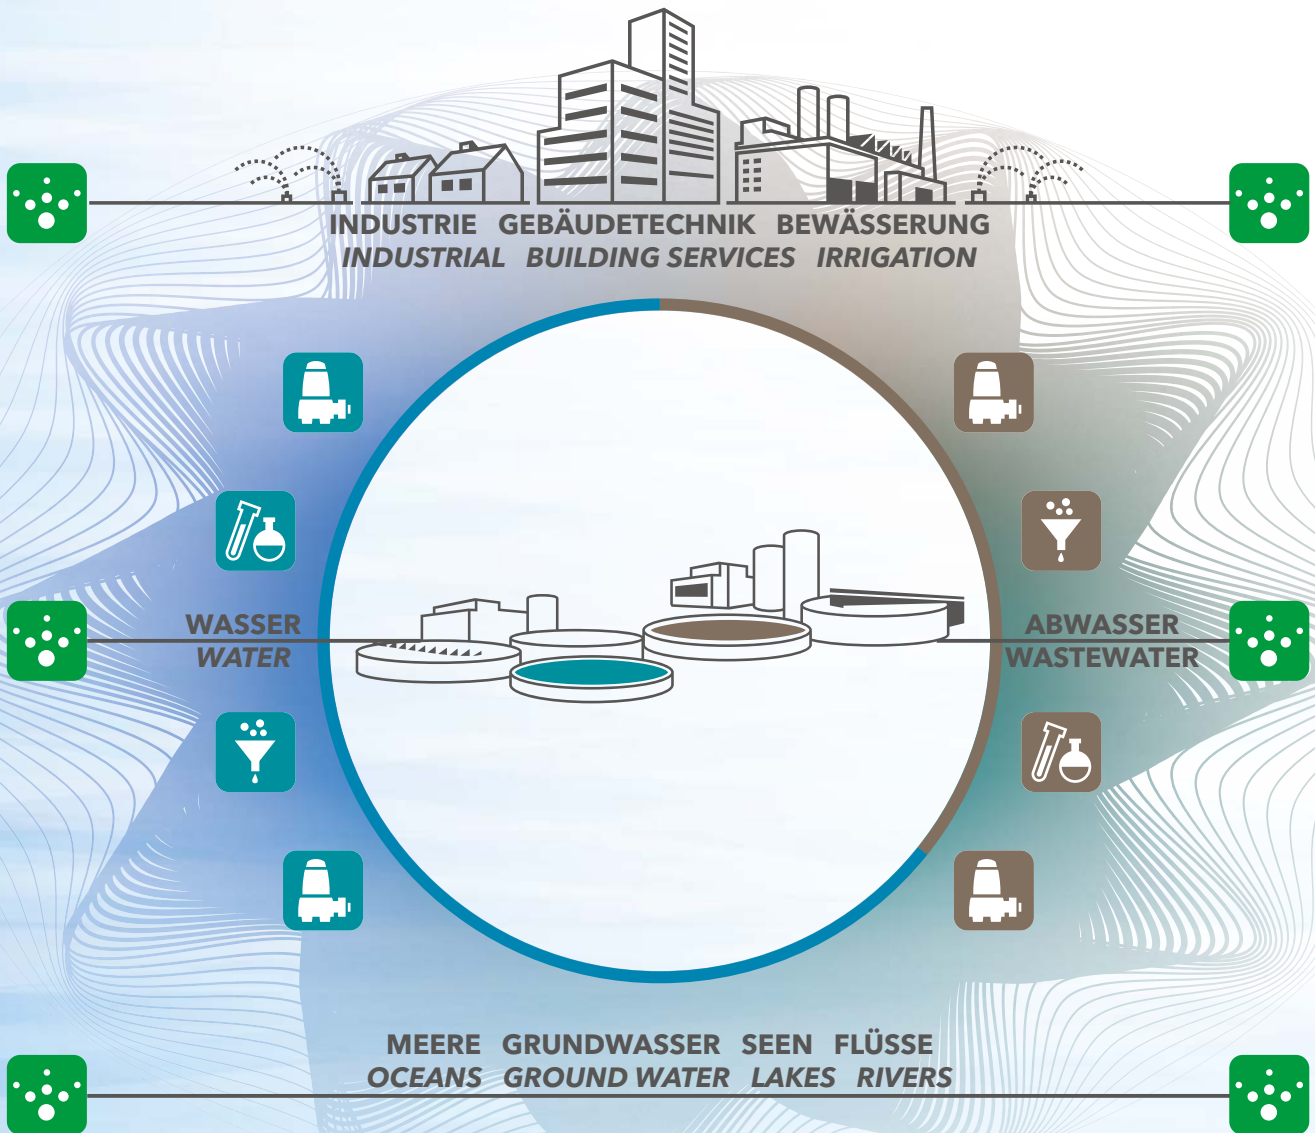 INDUSTRIE GEBÄUDETECHNIK BEWÄSSERUNG
INDUSTRIAL BUILDING SERVICES IRRIGATION
WASSER
WATER
ABWASSER
WASTEWATER
MEERE GRUNDWASSER SEEN FLÜSSE
OCEANS GROUND WATER LAKES RIVERS